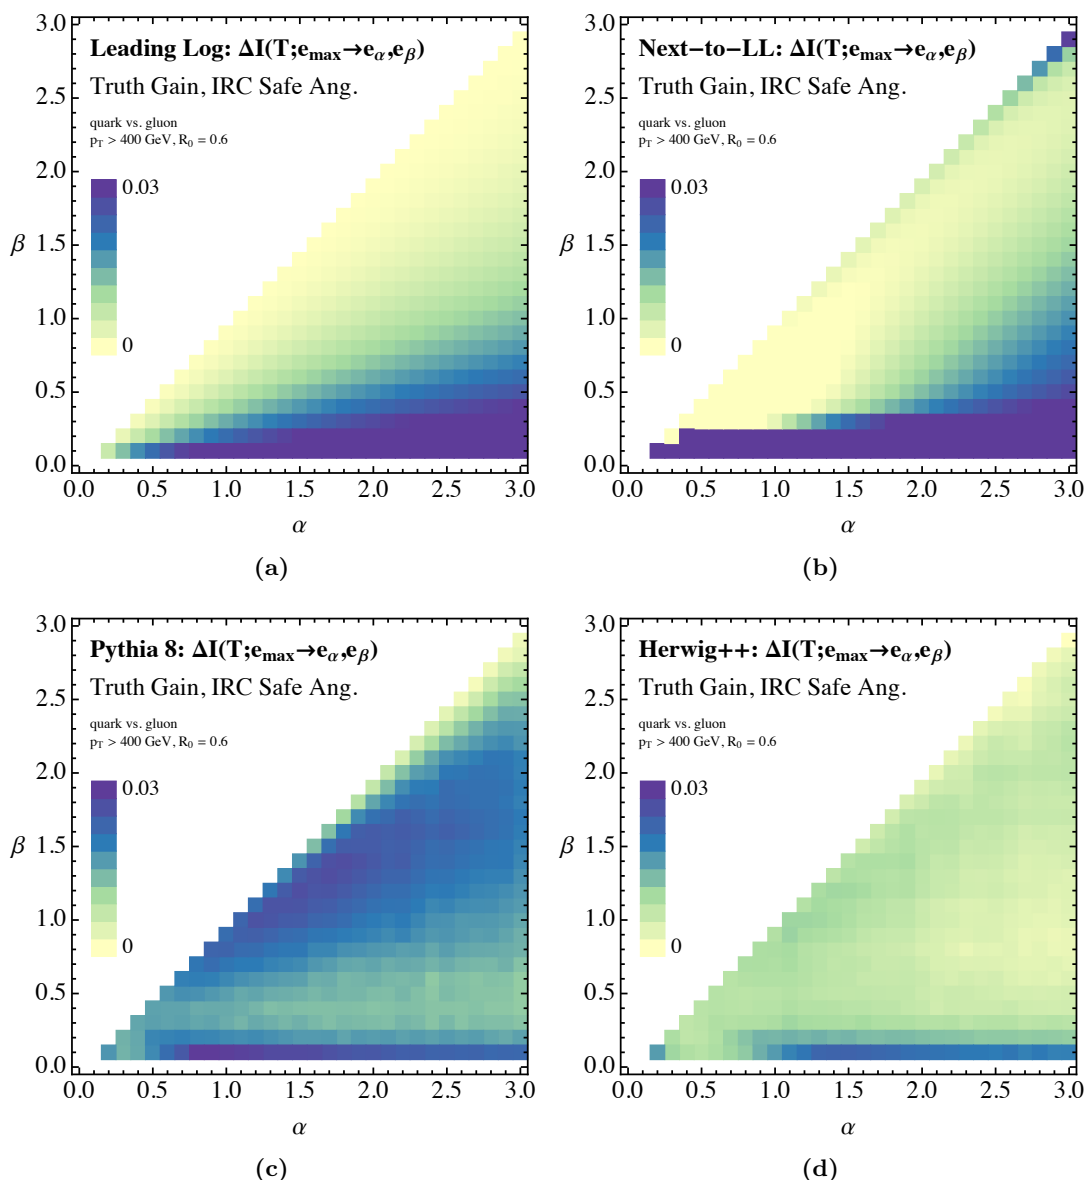 Leading Log: ΔI(T;e_max→e_α,e_β)
Truth Gain, IRC Safe Ang.
quark vs. gluon
p_T > 400 GeV, R_0 = 0.6
0.03
0
3.0
2.5
2.0
1.5
1.0
0.5
0.0
β
0.0 0.5 1.0 1.5 2.0 2.5 3.0
α
(a)
Next-to-LL: ΔI(T;e_max→e_α,e_β)
Truth Gain, IRC Safe Ang.
quark vs. gluon
p_T > 400 GeV, R_0 = 0.6
0.03
0
3.0
2.5
2.0
1.5
1.0
0.5
0.0
β
0.0 0.5 1.0 1.5 2.0 2.5 3.0
α
(b)
Pythia 8: ΔI(T;e_max→e_α,e_β)
Truth Gain, IRC Safe Ang.
quark vs. gluon
p_T > 400 GeV, R_0 = 0.6
0.03
0
3.0
2.5
2.0
1.5
1.0
0.5
0.0
β
0.0 0.5 1.0 1.5 2.0 2.5 3.0
α
(c)
Herwig++: ΔI(T;e_max→e_α,e_β)
Truth Gain, IRC Safe Ang.
quark vs. gluon
p_T > 400 GeV, R_0 = 0.6
0.03
0
3.0
2.5
2.0
1.5
1.0
0.5
0.0
β
0.0 0.5 1.0 1.5 2.0 2.5 3.0
α
(d)